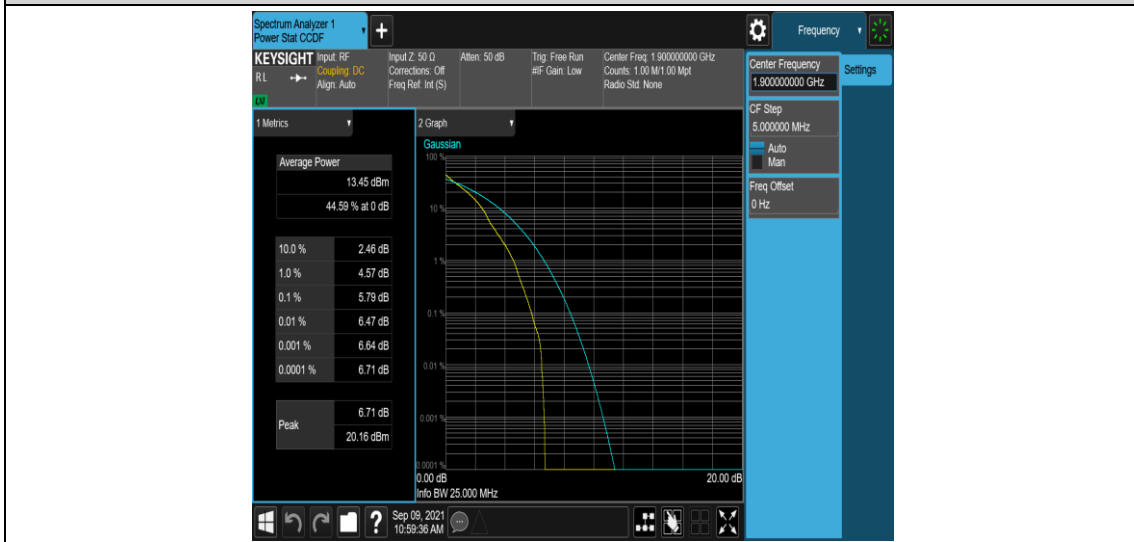 Spectrum Analyzer 1
Power Stat CCDF
+
Frequency
KEYSIGHT
RL
LXI
Input: RF
Coupling: DC
Align: Auto
Input Z: 50 Ω
Corrections: Off
Freq Ref: Int (S)
Atten: 50 dB
Trig: Free Run
#IF Gain: Low
Center Freq: 1.900000000 GHz
Counts: 1.00 M/1.00 Mpt
Radio Std: None
Center Frequency
1.900000000 GHz
Settings
CF Step
5.000000 MHz
Auto
Man
Freq Offset
0 Hz
1 Metrics
Average Power
13.45 dBm
44.59 % at 0 dB
10.0 % 2.46 dB
1.0 % 4.57 dB
0.1 % 5.79 dB
0.01 % 6.47 dB
0.001 % 6.64 dB
0.0001 % 6.71 dB
Peak 6.71 dB
20.16 dBm
2 Graph
Gaussian
100 %
10 %
1 %
0.1 %
0.01 %
0.001 %
0.0001 %
0.00 dB 20.00 dB
Info BW 25.000 MHz
?
Sep 09, 2021
10:59:36 AM